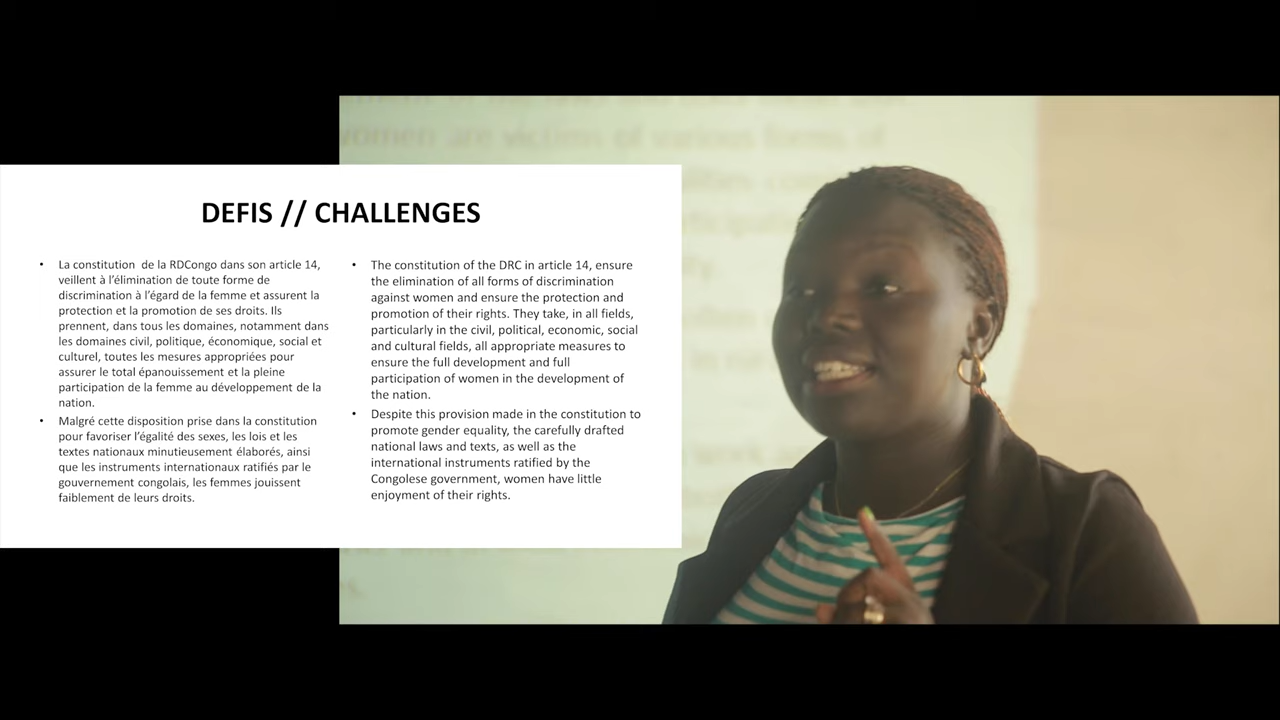 DEFIS // CHALLENGES
La constitution de la RDCongo dans son article 14,
veillent à l'élimination de toute forme de
discrimination à l'égard de la femme et assurent la
protection et la promotion de ses droits. Ils
prennent, dans tous les domaines, notamment dans
les domaines civil, politique, économique, social et
culturel, toutes les mesures appropriées pour
assurer le total épanouissement et la pleine
participation de la femme au développement de la
nation.
Malgré cette disposition prise dans la constitution
pour favoriser l'égalité des sexes, les lois et les
textes nationaux minutieusement élaborés, ainsi
que les instruments internationaux ratifiés par le
gouvernement congolais, les femmes jouissent
faiblement de leurs droits.
The constitution of the DRC in article 14, ensure
the elimination of all forms of discrimination
against women and ensure the protection and
promotion of their rights. They take, in all fields,
particularly in the civil, political, economic, social
and cultural fields, all appropriate measures to
ensure the full development and full
participation of women in the development of
the nation.
Despite this provision made in the constitution to
promote gender equality, the carefully drafted
national laws and texts, as well as the
international instruments ratified by the
Congolese government, women have little
enjoyment of their rights.
women are victims of various forms of